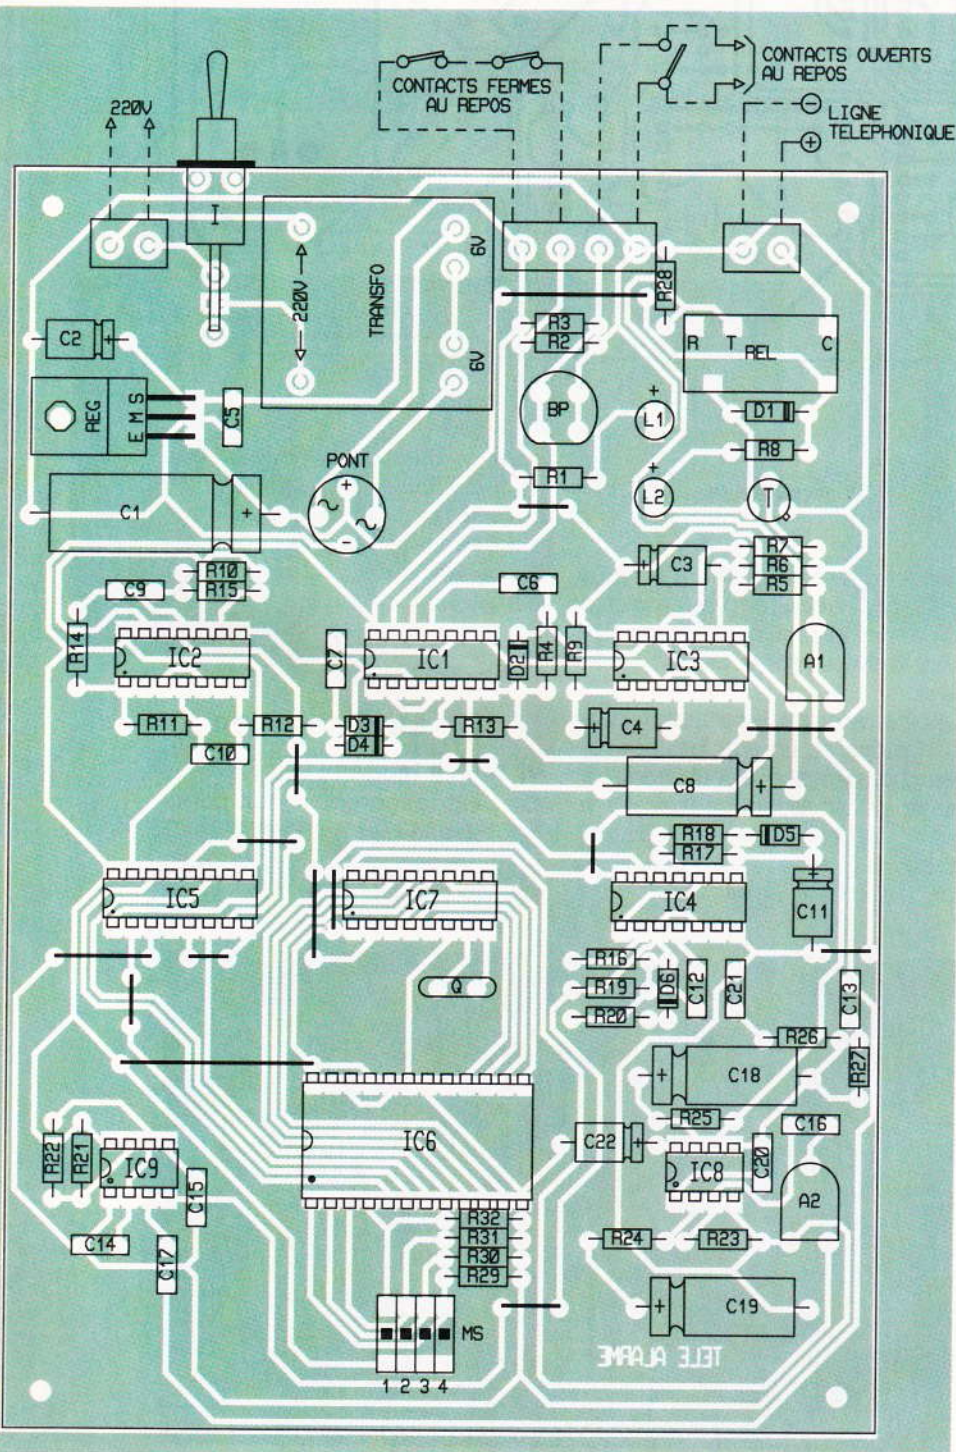 220V
CONTACTS FERMES
AU REPOS
CONTACTS OUVERTS
AU REPOS
LIGNE
TELEPHONIQUE
I
220V
TRANSFO
6V
6V
R28
R3
R2
R T C
REL
C2
REG
E M S
C5
BP
L1
D1
R8
R1
L2
T
PONT
C1
R10
R15
C9
C6
C3
R7
R6
R5
R14
IC2
C7
IC1
D2
R4
R9
IC3
A1
R11
R12
D3
D4
R13
C4
C10
C8
R18
R17
D5
IC5
IC7
IC4
C11
R16
R19
R20
D6
C12
C21
C13
Q
R26
R27
C18
R25
C16
R22
R21
IC9
C15
IC6
C22
IC8
C20
A2
C14
C17
R32
R31
R30
R29
R24
R23
C19
MS
1 2 3 4
TELE ALARME